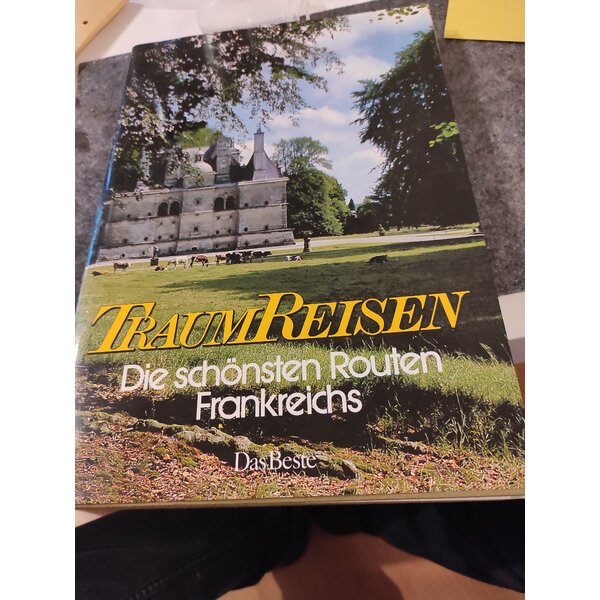 TRAUMREISEN
Die schönsten Routen
Frankreichs
Das Beste